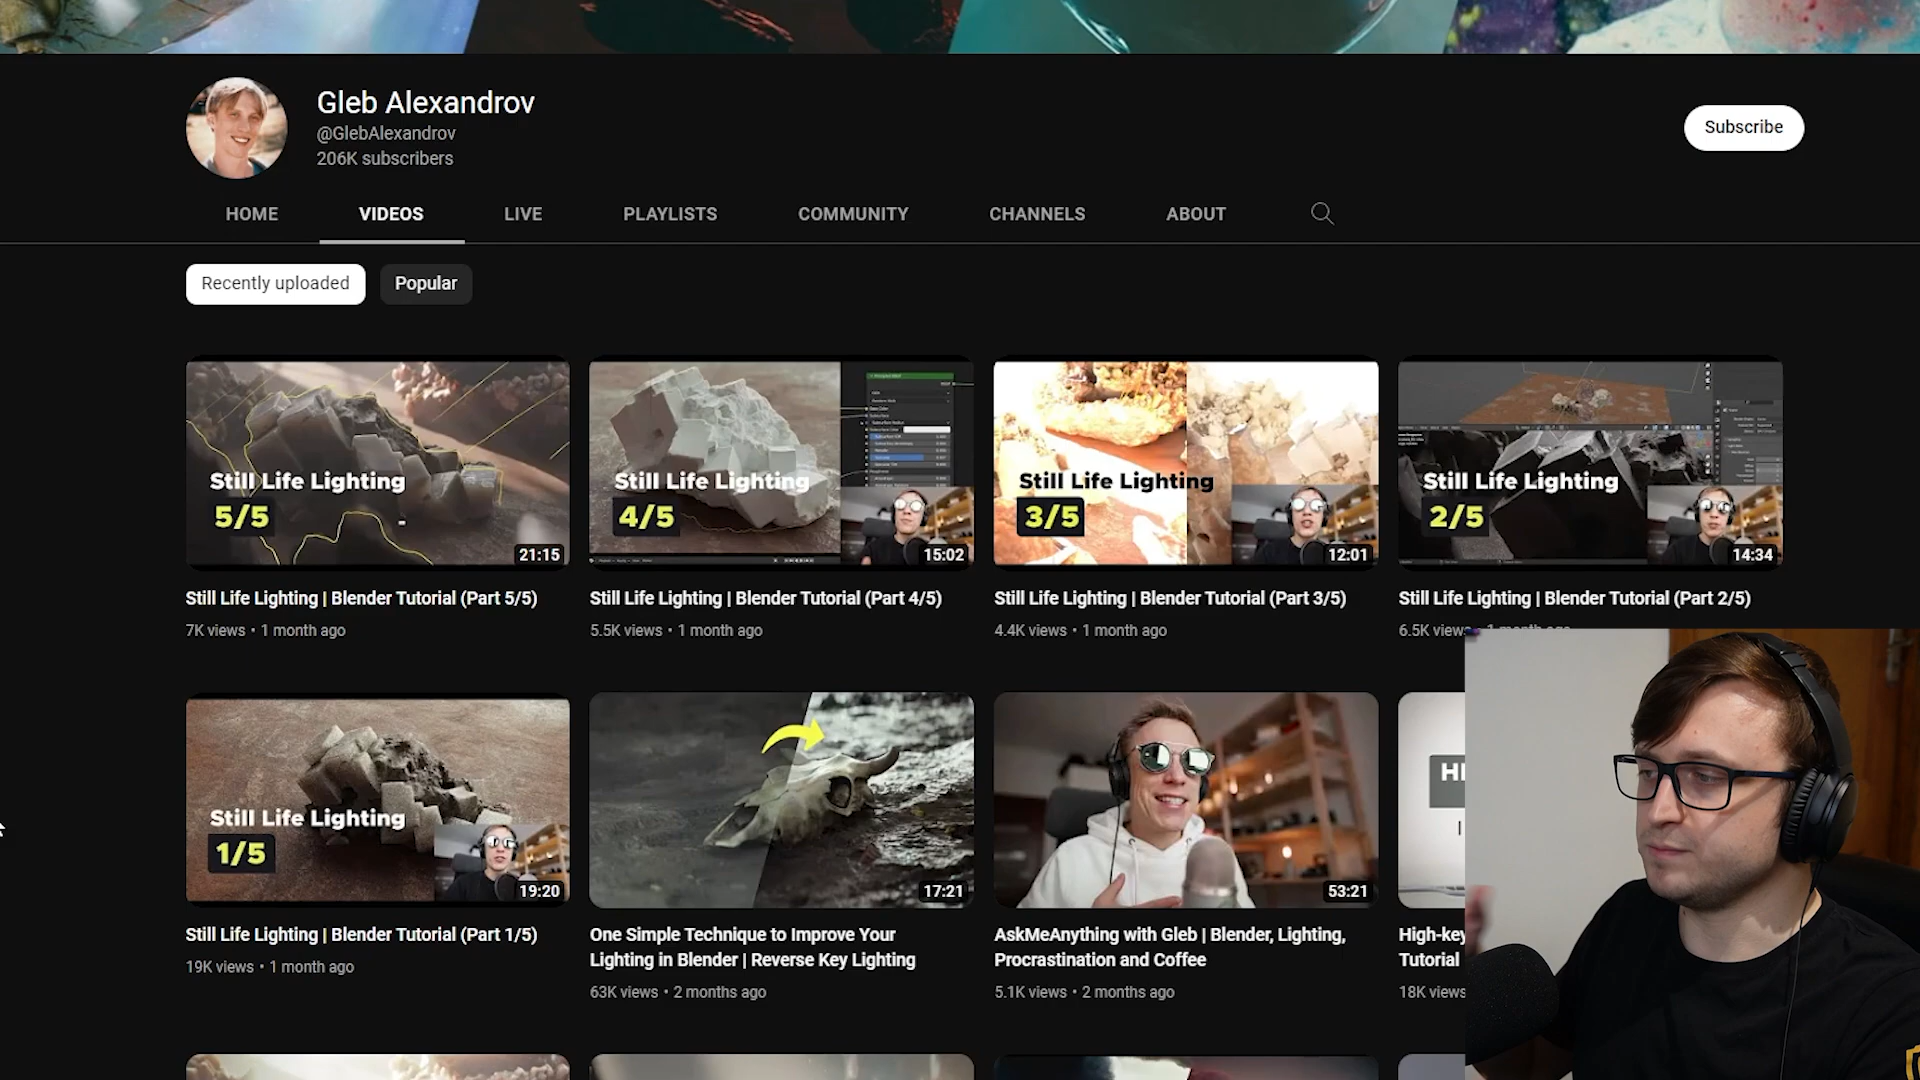 Gleb Alexandrov
@GlebAlexandrov
206K subscribers
Subscribe
HOME
VIDEOS
LIVE
PLAYLISTS
COMMUNITY
CHANNELS
ABOUT
Recently uploaded
Popular
Still Life Lighting
5/5
21:15
Still Life Lighting
4/5
15:02
Still Life Lighting
3/5
12:01
Still Life Lighting
2/5
14:34
Still Life Lighting | Blender Tutorial (Part 5/5)
7K views • 1 month ago
Still Life Lighting | Blender Tutorial (Part 4/5)
5.5K views • 1 month ago
Still Life Lighting | Blender Tutorial (Part 3/5)
4.4K views • 1 month ago
Still Life Lighting | Blender Tutorial (Part 2/5)
6.5K views • 1 month ago
Still Life Lighting
1/5
19:20
17:21
53:21
Still Life Lighting | Blender Tutorial (Part 1/5)
19K views • 1 month ago
One Simple Technique to Improve Your
Lighting in Blender | Reverse Key Lighting
63K views • 2 months ago
AskMeAnything with Gleb | Blender, Lighting,
Procrastination and Coffee
5.1K views • 2 months ago
High-key
Tutorial
18K views